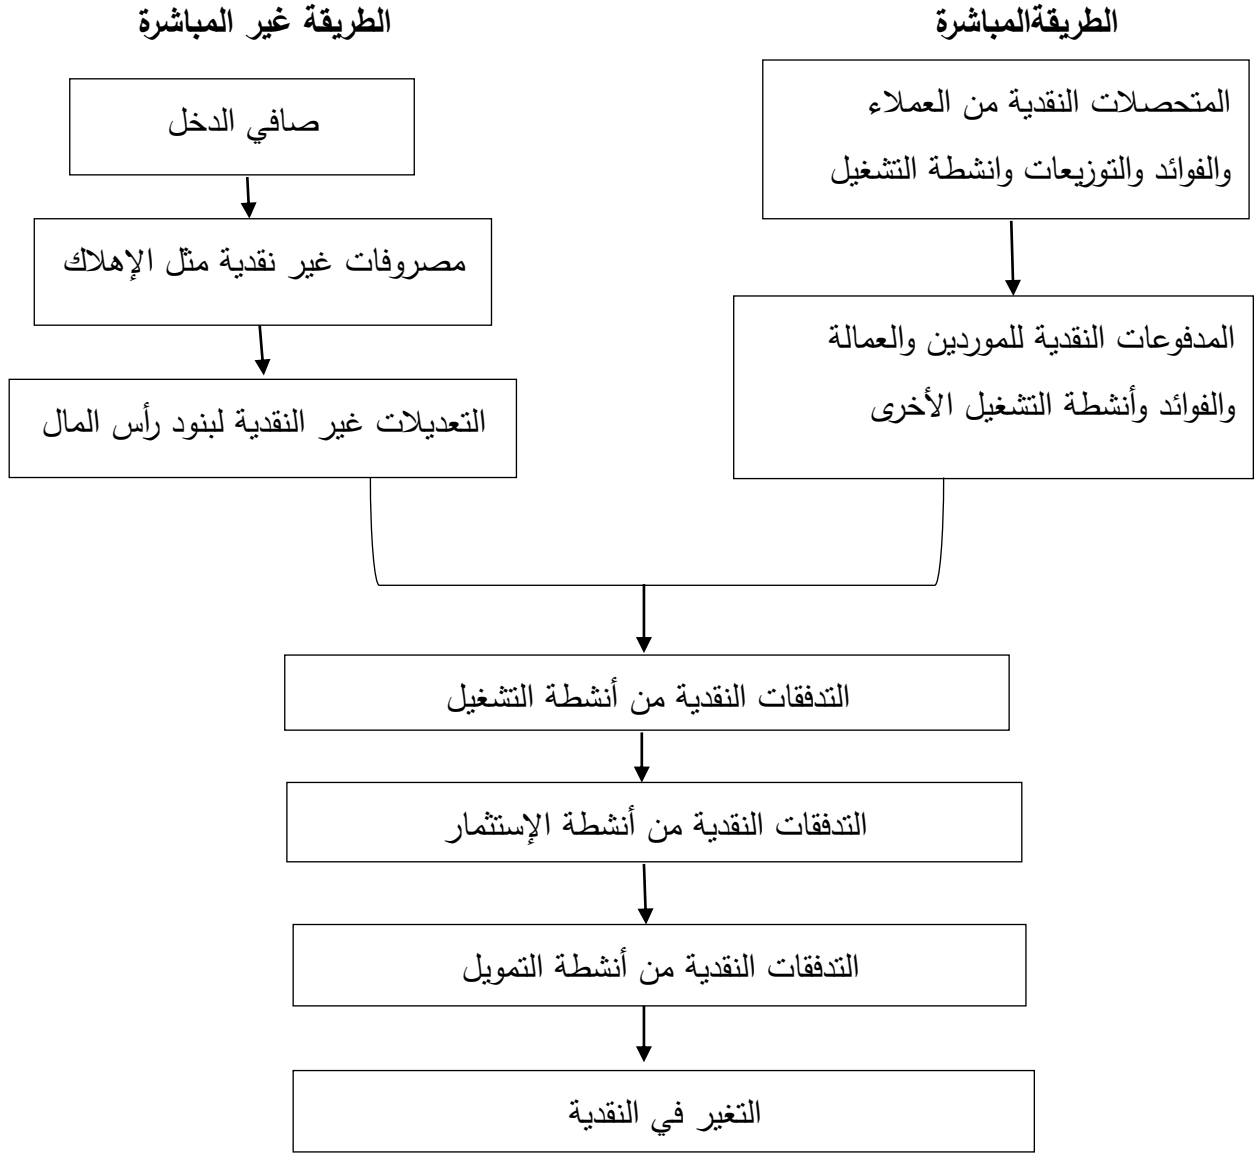 الطريقةالمباشرة
الطريقة غير المباشرة
المتحصلات النقدية من العملاء
والفوائد والتوزيعات وانشطة التشغيل
المدفوعات النقدية للموردين والعمالة
والفوائد وأنشطة التشغيل الأخرى
صافي الدخل
مصروفات غير نقدية مثل الإهلاك
التعديلات غير النقدية لبنود رأس المال
التدفقات النقدية من أنشطة التشغيل
التدفقات النقدية من أنشطة الإستثمار
التدفقات النقدية من أنشطة التمويل
التغير في النقدية